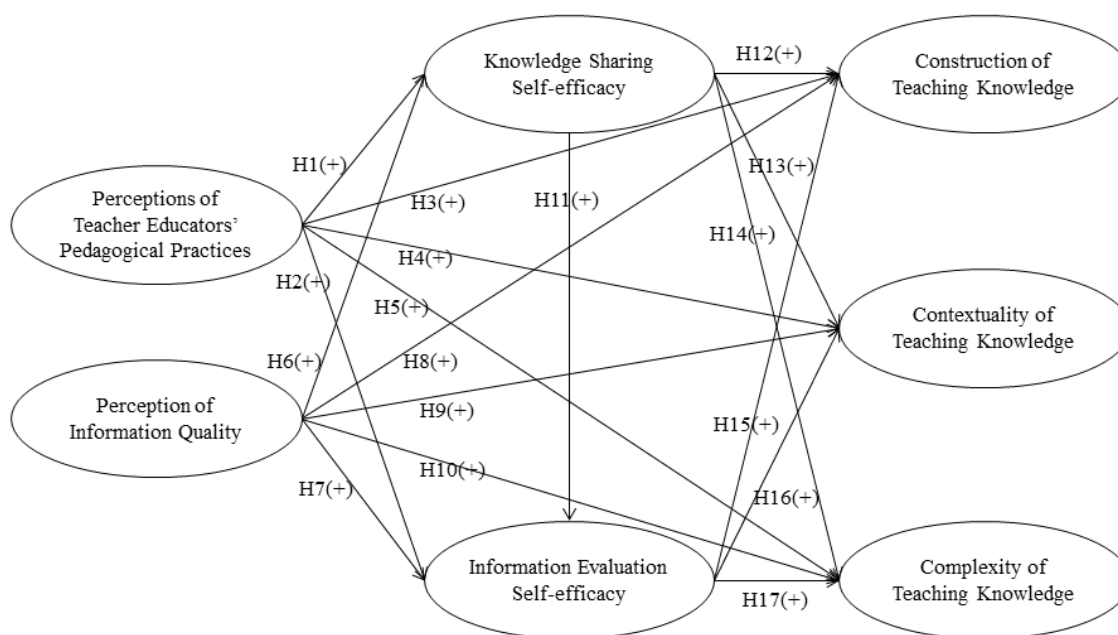 Knowledge Sharing
Self-efficacy
H12(+)
Construction of
Teaching Knowledge
H1(+)
H13(+)
Perceptions of
Teacher Educators’
Pedagogical Practices
H3(+)
H11(+)
H14(+)
H4(+)
H2(+)
H5(+)
Contextuality of
Teaching Knowledge
H6(+)
H8(+)
Perception of
Information Quality
H9(+)
H15(+)
H10(+)
H7(+)
H16(+)
Information Evaluation
Self-efficacy
Complexity of
Teaching Knowledge
H17(+)